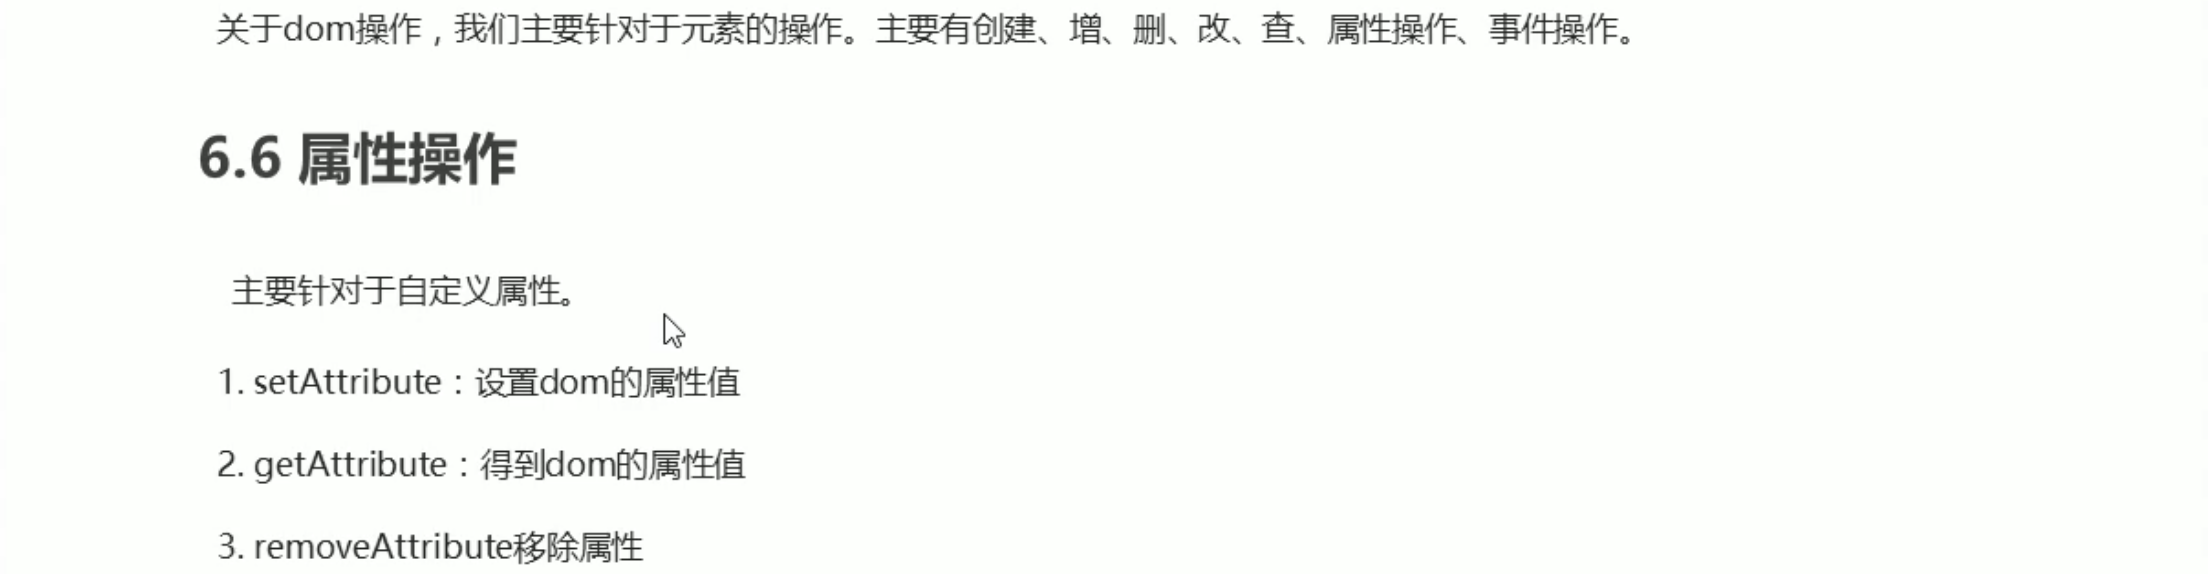 关于dom操作，我们主要针对于元素的操作。主要有创建、增、删、改、查、属性操作、事件操作。
6.6 属性操作
主要针对于自定义属性。
1. setAttribute：设置dom的属性值
2. getAttribute：得到dom的属性值
3. removeAttribute移除属性